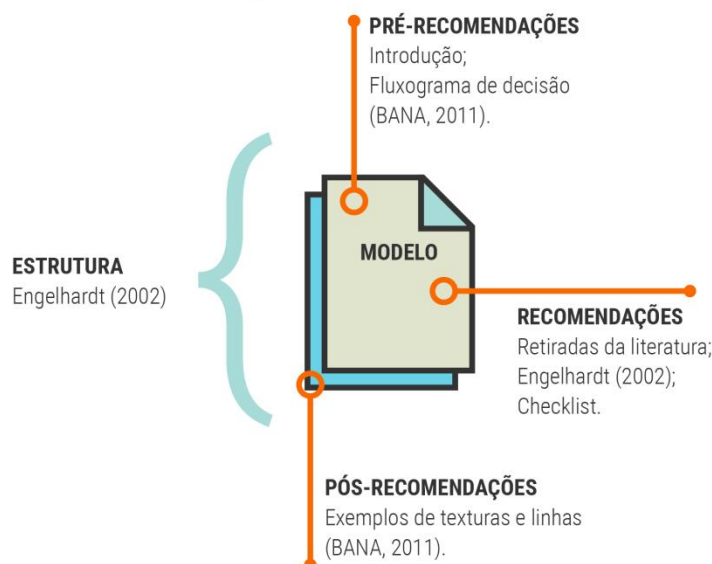 PRÉ-RECOMENDAÇÕES
Introdução;
Fluxograma de decisão
(BANA, 2011).
ESTRUTURA
Engelhardt (2002)
MODELO
RECOMENDAÇÕES
Retiradas da literatura;
Engelhardt (2002);
Checklist.
PÓS-RECOMENDAÇÕES
Exemplos de texturas e linhas
(BANA, 2011).